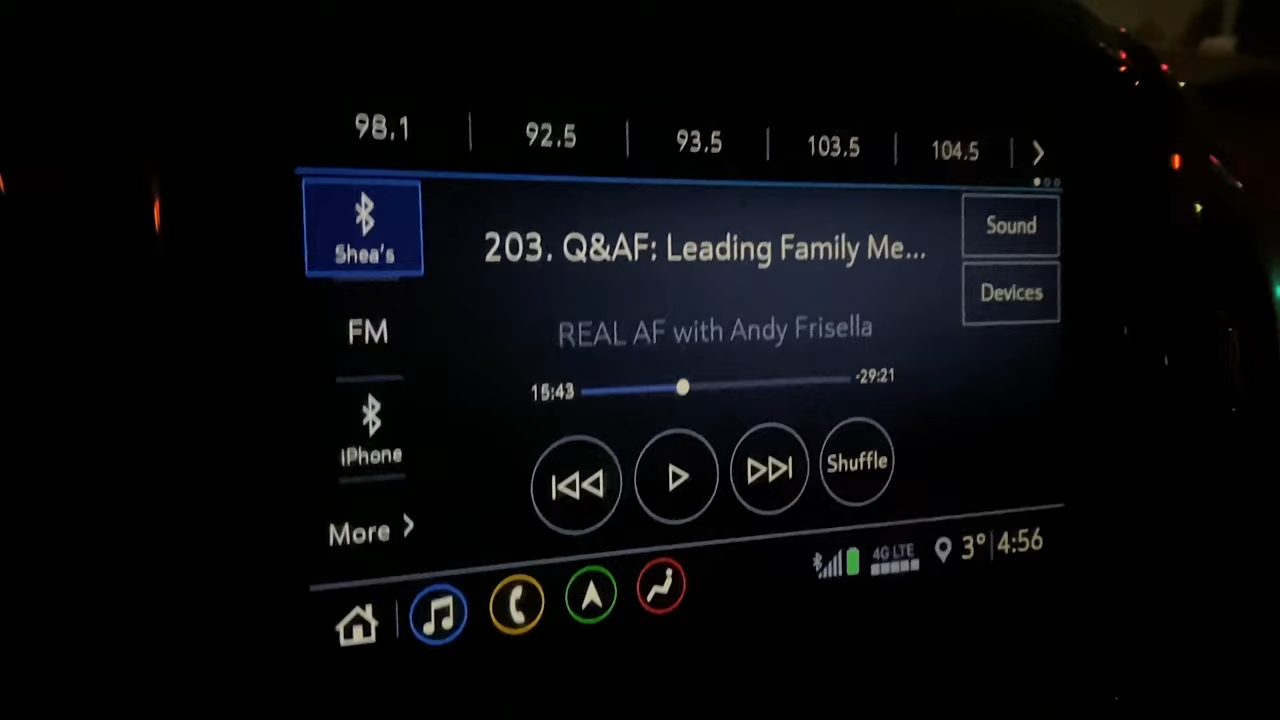 98.1
92.5
93.5
103.5
104.5
Shea's
203. Q&AF: Leading Family Me...
Sound
Devices
FM
REAL AF with Andy Frisella
15:43
-29:21
iPhone
Shuffle
More
4G LTE
3°
4:56